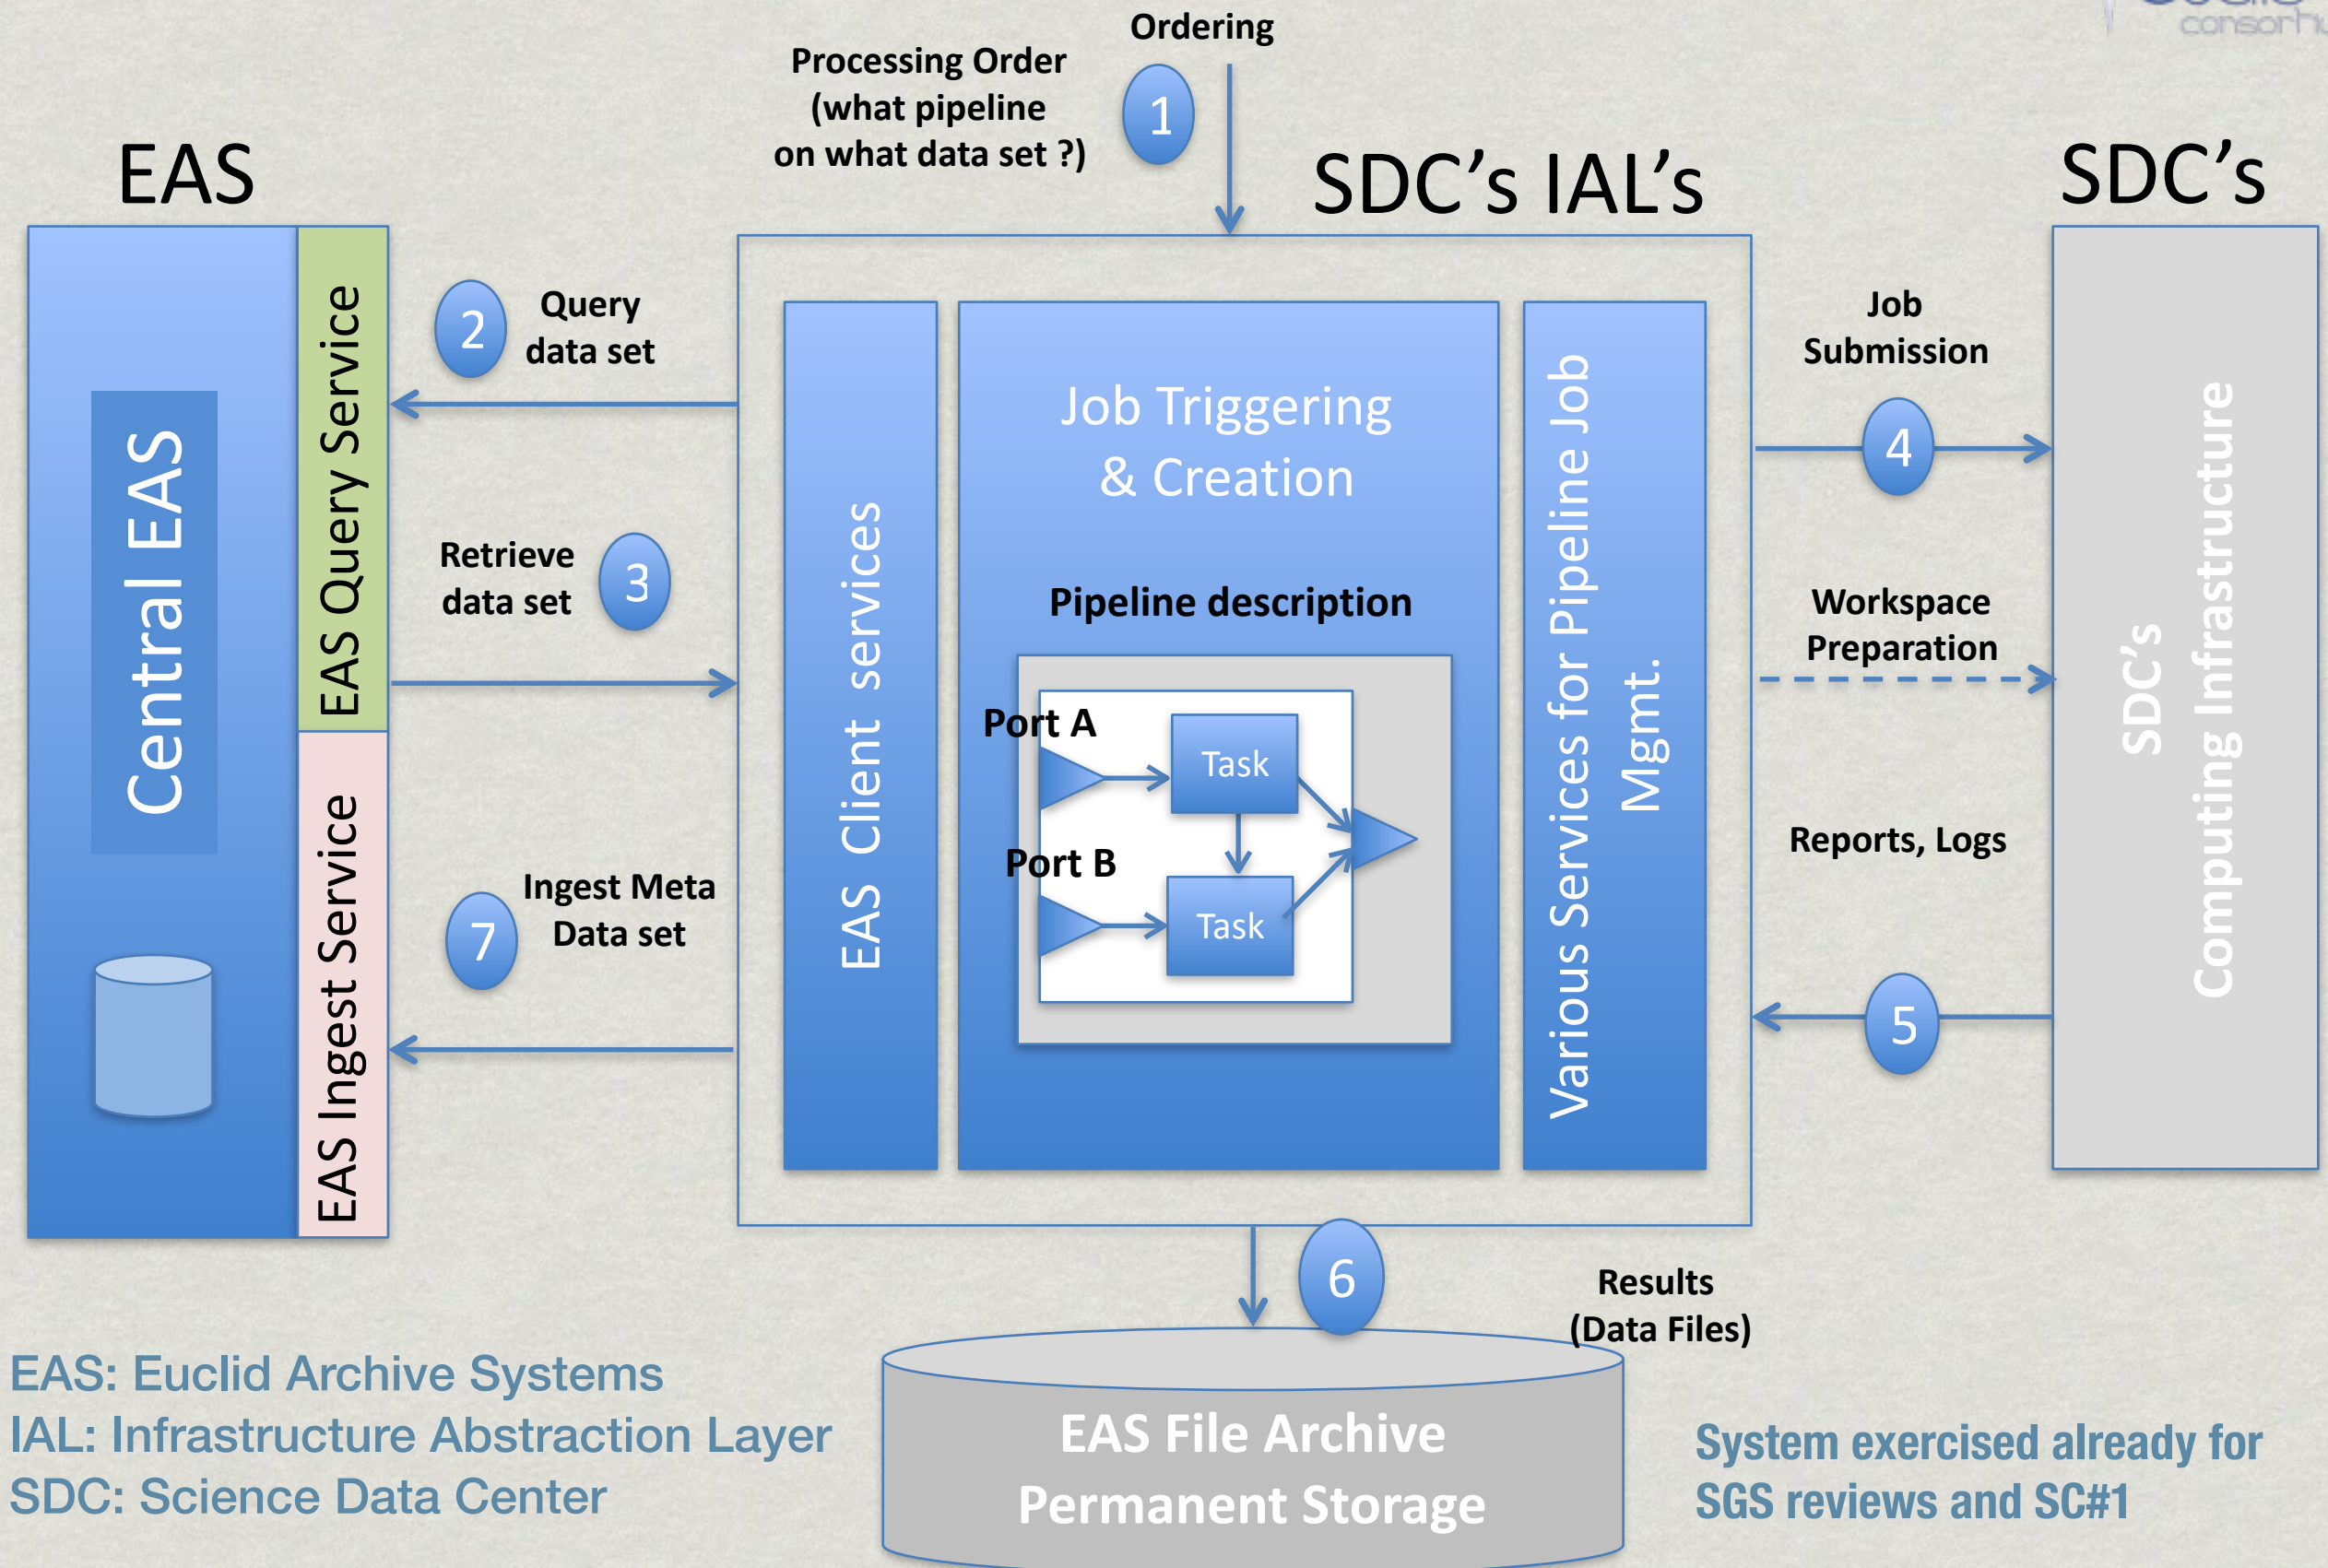 consortiu
Ordering
Processing Order
(what pipeline
on what data set ?)
1
EAS
SDC's IAL's
SDC's
Central EAS
EAS Query Service
EAS Ingest Service
2
Query
data set
Retrieve
data set
3
7
Ingest Meta
Data set
EAS Client services
Job Triggering
& Creation
Pipeline description
Port A
Task
Port B
Task
Various Services for Pipeline Job
Mgmt.
Job
Submission
4
Workspace
Preparation
Reports, Logs
5
SDC's
Computing Infrastructure
6
Results
(Data Files)
EAS File Archive
Permanent Storage
EAS: Euclid Archive Systems
IAL: Infrastructure Abstraction Layer
SDC: Science Data Center
System exercised already for
SGS reviews and SC#1